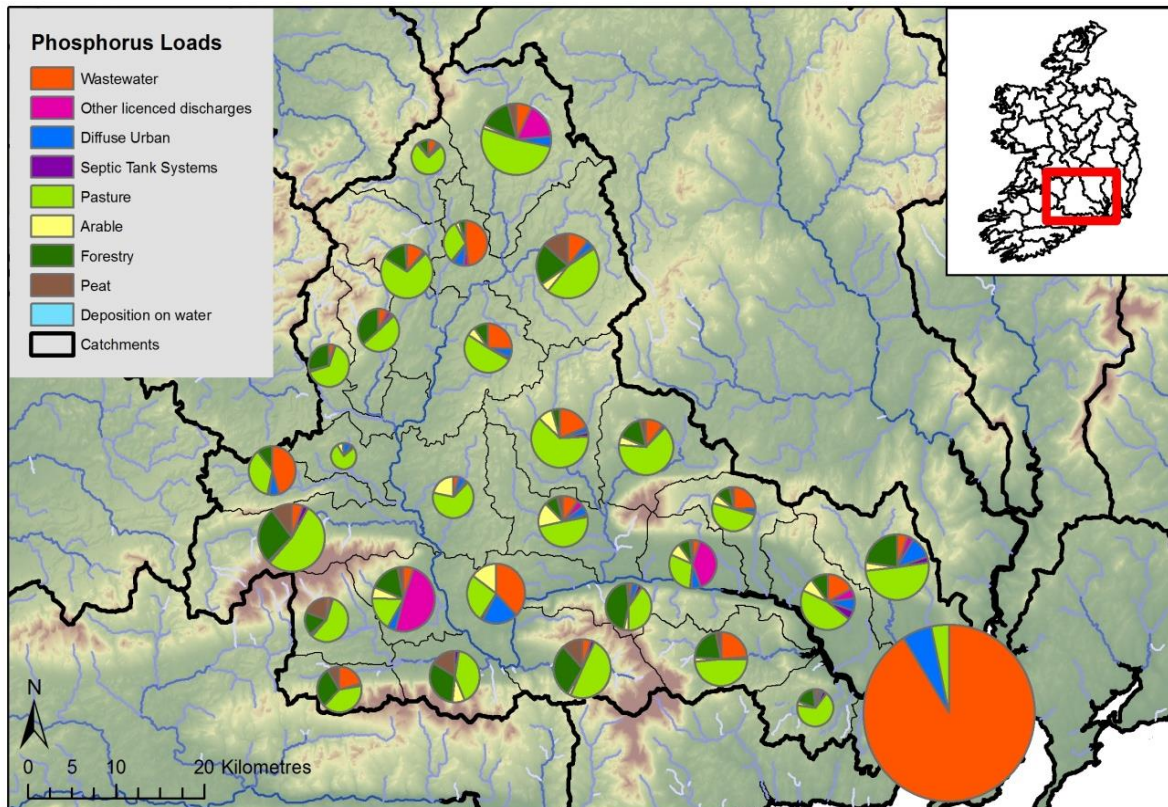 Phosphorus Loads
Wastewater
Other licenced discharges
Diffuse Urban
Septic Tank Systems
Pasture
Arable
Forestry
Peat
Deposition on water
Catchments
N
0 5 10 20 Kilometres